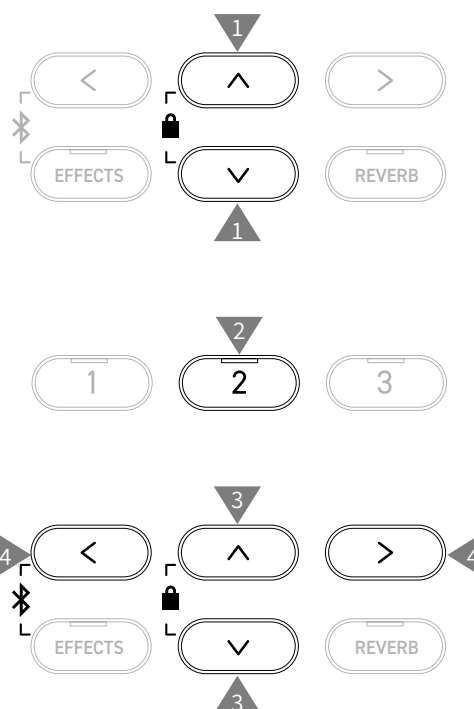 1
< ∧ >
EFFECTS ∨ REVERB
1
2
1 2 3
3
4 < ∧ > 4
EFFECTS ∨ REVERB
3